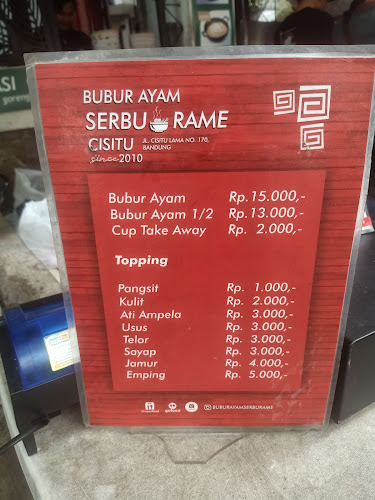 BUBUR AYAM
SERBU RAME
CISITU
JL. CISITU LAMA NO. 170,
BANDUNG
since 2010
Bubur Ayam Rp.15.000,-
Bubur Ayam 1/2 Rp.13.000,-
Cup Take Away Rp. 2.000,-
Topping
Pangsit Rp. 1.000,-
Kulit Rp. 2.000,-
Ati Ampela Rp. 3.000,-
Usus Rp. 3.000,-
Telor Rp. 3.000,-
Sayap Rp. 3.000,-
Jamur Rp. 4.000,-
Emping Rp. 5.000,-
BUBURAYAMSERBURAME